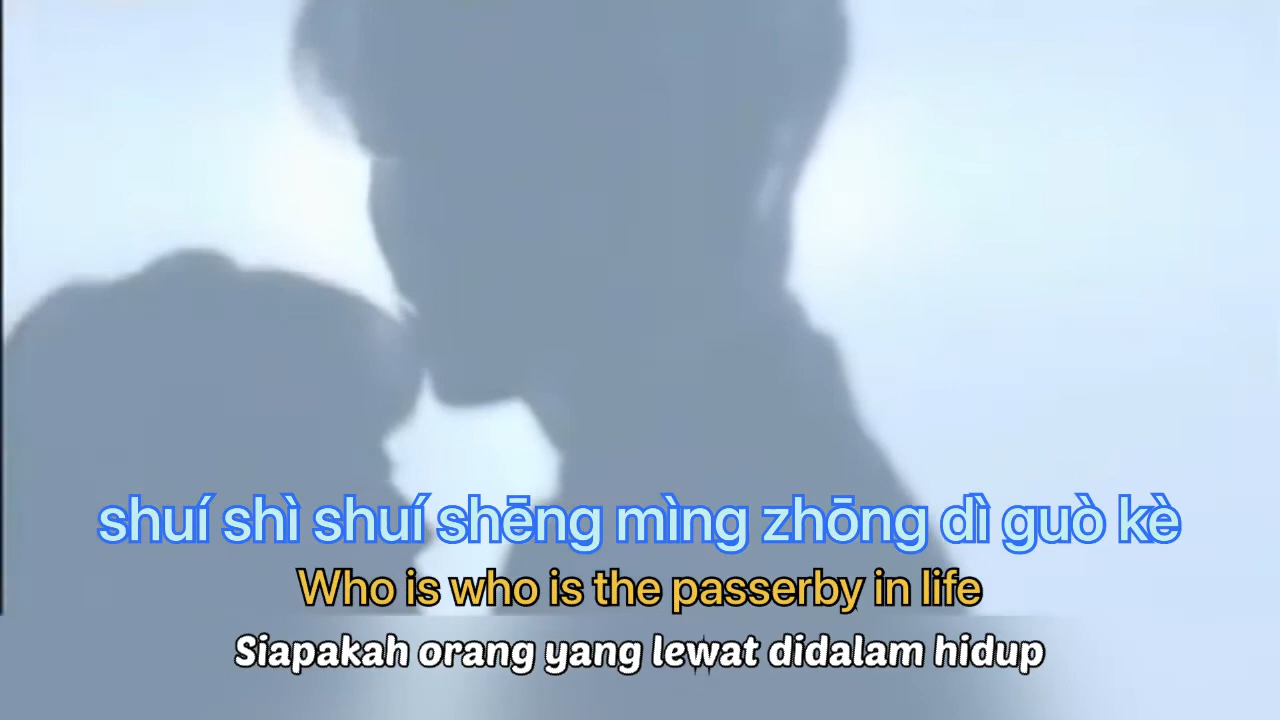 shuí shì shuí shēng mìng zhōng dì guò kè
Who is who is the passerby in life
Siapakah orang yang lewat didalam hidup